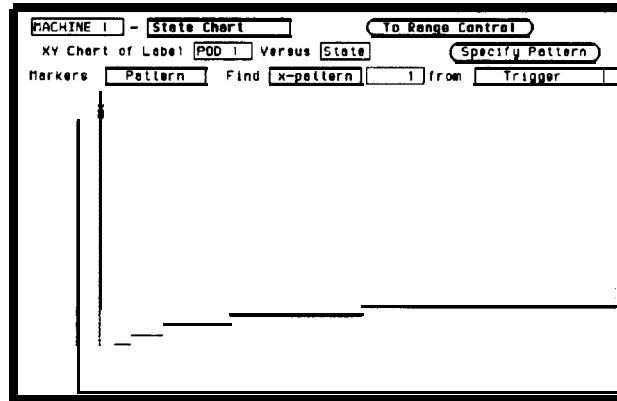 MACHINE 1 - State Chart To Range Control
XY Chart of Label POD 1 Versus State Specify Pattern
Markers Pattern Find x-pattern 1 from Trigger